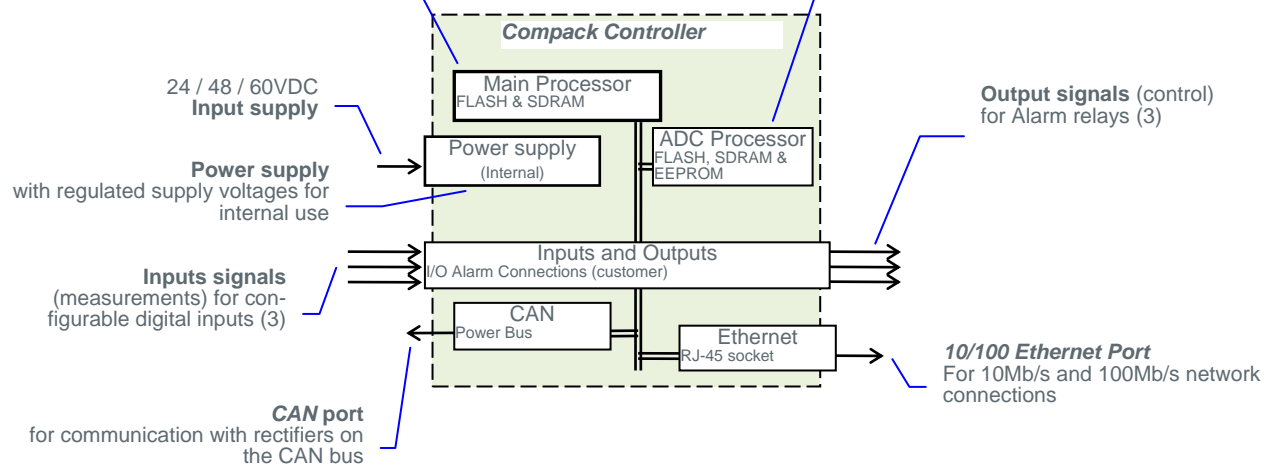 Compack Controller
24 / 48 / 60VDC
Input supply
Main Processor
FLASH & SDRAM
Output signals (control)
for Alarm relays (3)
ADC Processor
FLASH, SDRAM &
EEPROM
Power supply
(Internal)
Power supply
with regulated supply voltages for
internal use
Inputs and Outputs
I/O Alarm Connections (customer)
Inputs signals
(measurements) for con-
figurable digital inputs (3)
CAN
Power Bus
Ethernet
RJ-45 socket
10/100 Ethernet Port
For 10Mb/s and 100Mb/s network
connections
CAN port
for communication with rectifiers on
the CAN bus